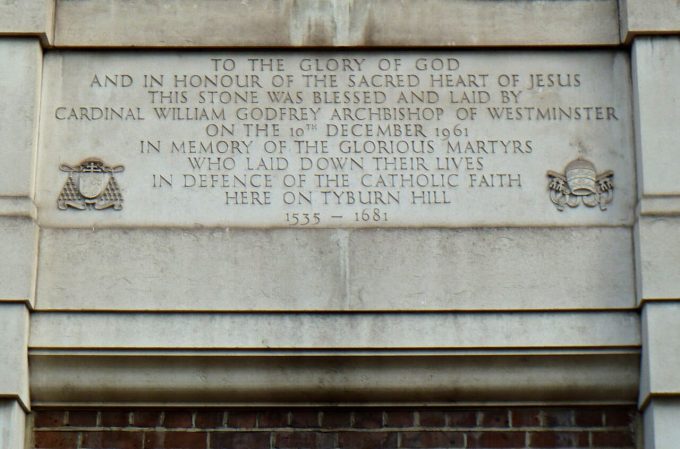 TO THE GLORY OF GOD
AND IN HONOUR OF THE SACRED HEART OF JESUS
THIS STONE WAS BLESSED AND LAID BY
CARDINAL WILLIAM GODFREY ARCHBISHOP OF WESTMINSTER
ON THE 10TH DECEMBER 1961
IN MEMORY OF THE GLORIOUS MARTYRS
WHO LAID DOWN THEIR LIVES
IN DEFENCE OF THE CATHOLIC FAITH
HERE ON TYBURN HILL
1535 – 1681